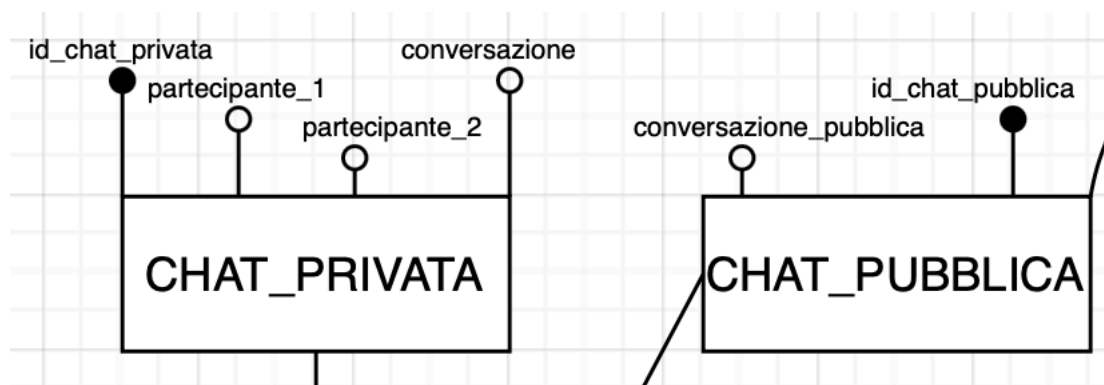 id_chat_privata
conversazione
partecipante_1
id_chat_pubblica
partecipante_2
conversazione_pubblica
CHAT_PRIVATA
CHAT_PUBBLICA